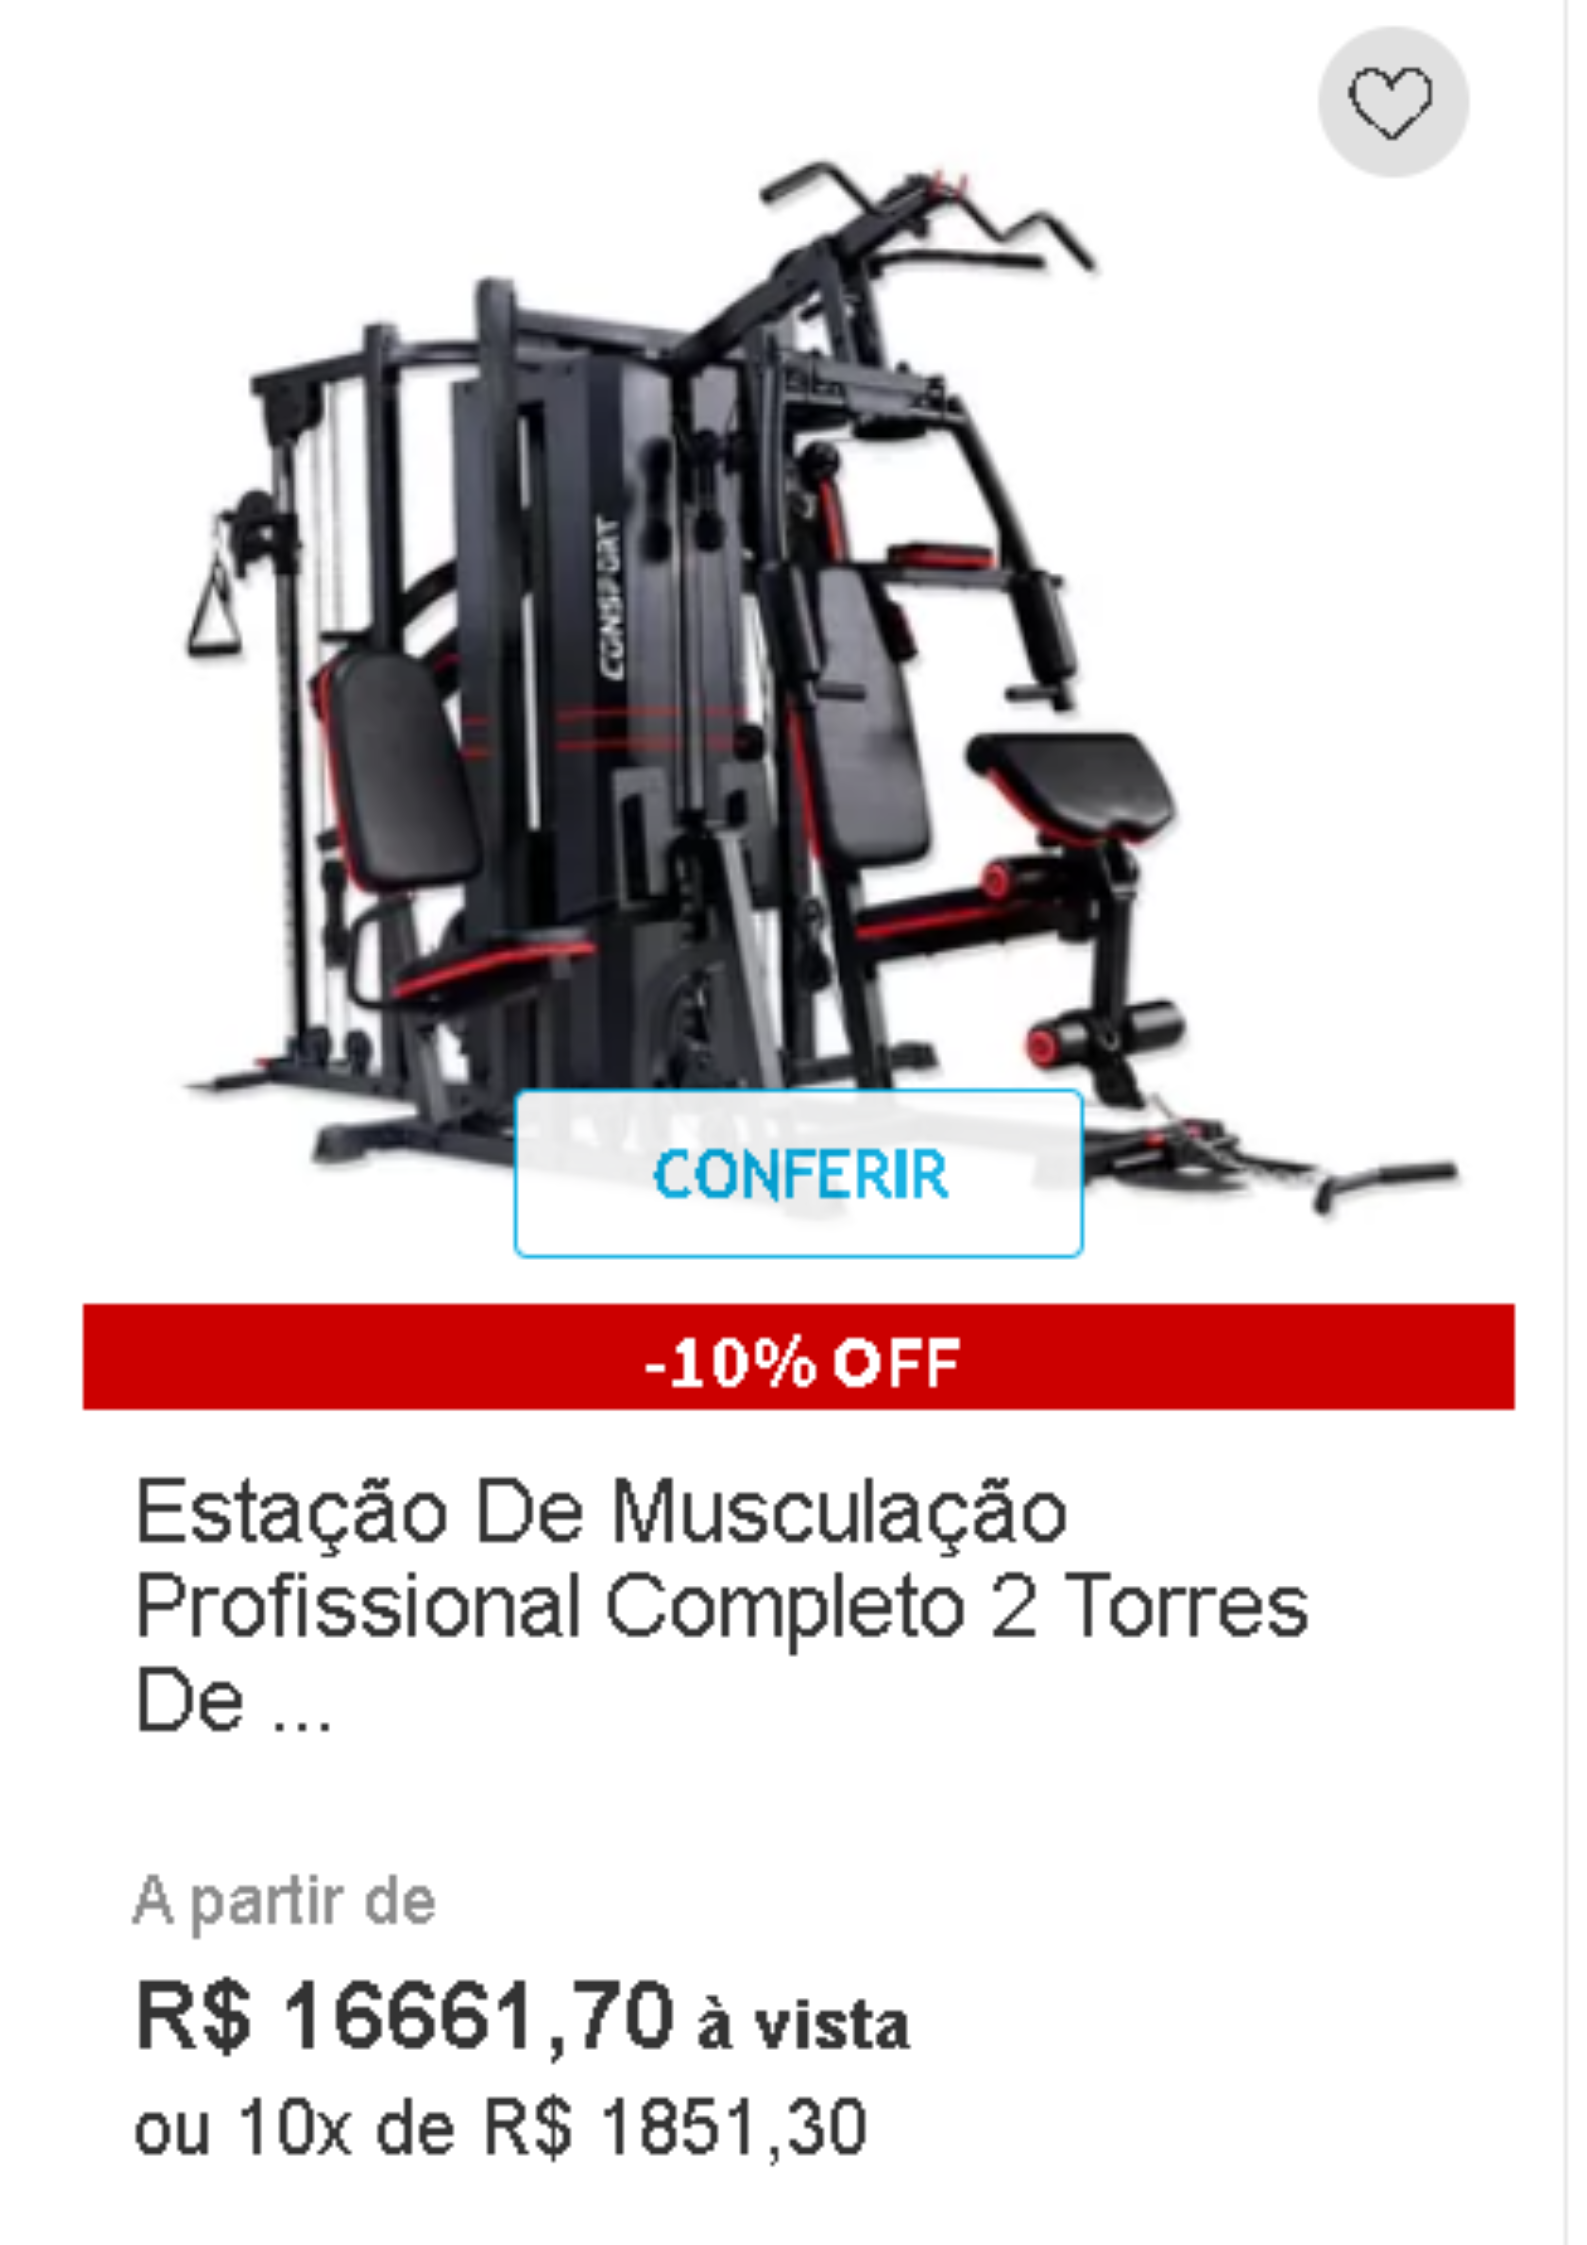 CONSPORT
CONFERIR
-10% OFF
Estação De Musculação
Profissional Completo 2 Torres
De ...
A partir de
R$ 16661,70 à vista
ou 10x de R$ 1851,30